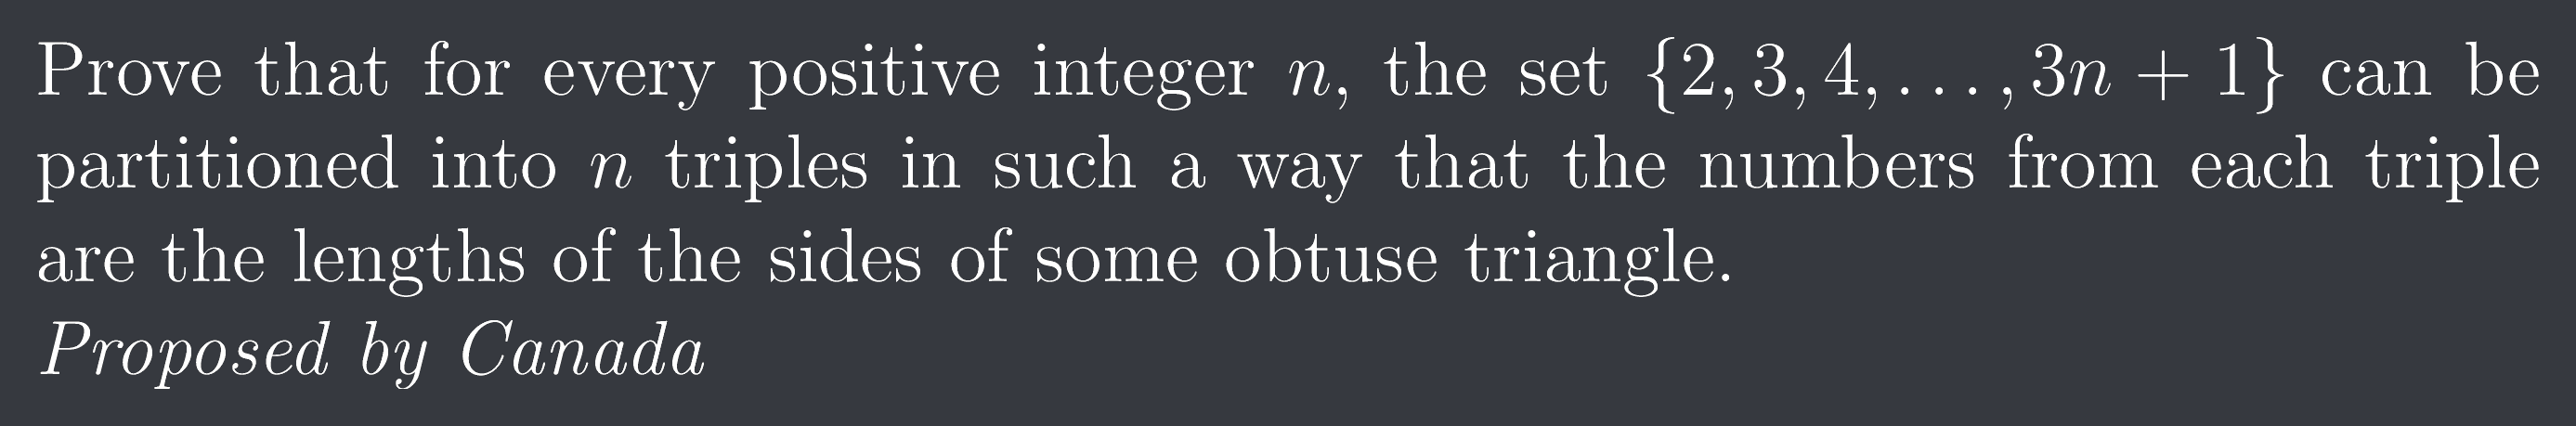 Prove that for every positive integer n, the set {2, 3, 4, . . . , 3n + 1} can be
partitioned into n triples in such a way that the numbers from each triple
are the lengths of the sides of some obtuse triangle.
Proposed by Canada